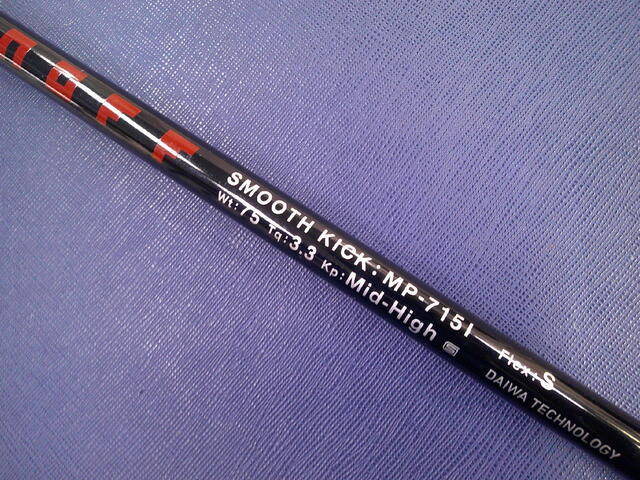 SMOOTH KICK: MP-715I
Wt:75 Tq:3.3 Kp:Mid-High
Flex:S
DAIWA TECHNOLOGY